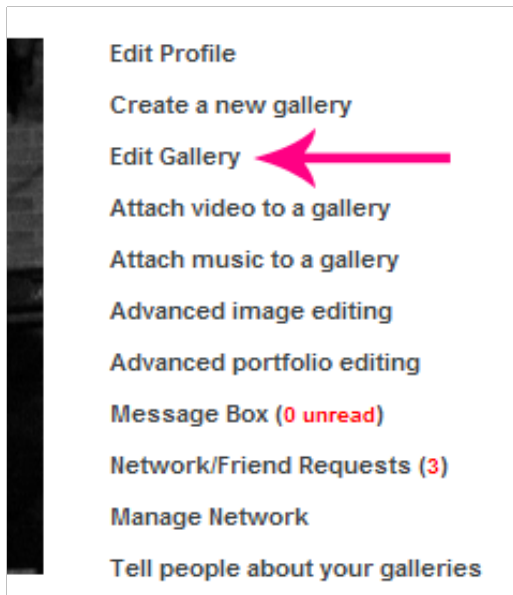 Edit Profile
Create a new gallery
Edit Gallery
Attach video to a gallery
Attach music to a gallery
Advanced image editing
Advanced portfolio editing
Message Box (0 unread)
Network/Friend Requests (3)
Manage Network
Tell people about your galleries